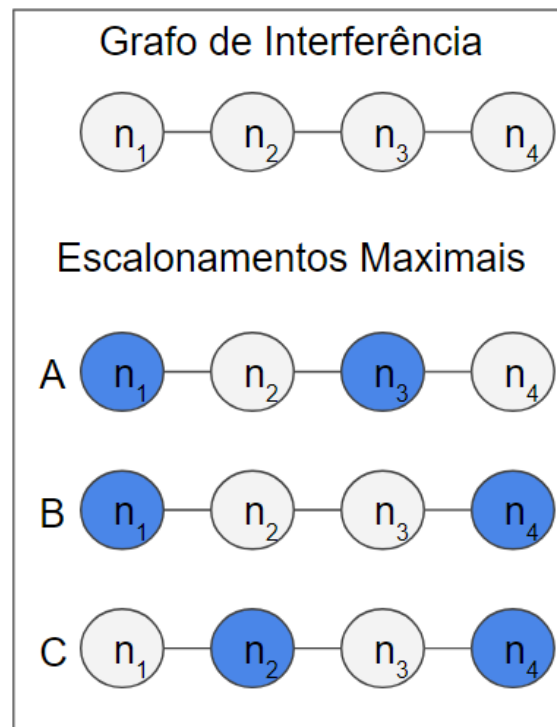 Grafo de Interferência
n₁ n₂ n₃ n₄
Escalonamentos Maximais
A n₁ n₂ n₃ n₄
B n₁ n₂ n₃ n₄
C n₁ n₂ n₃ n₄